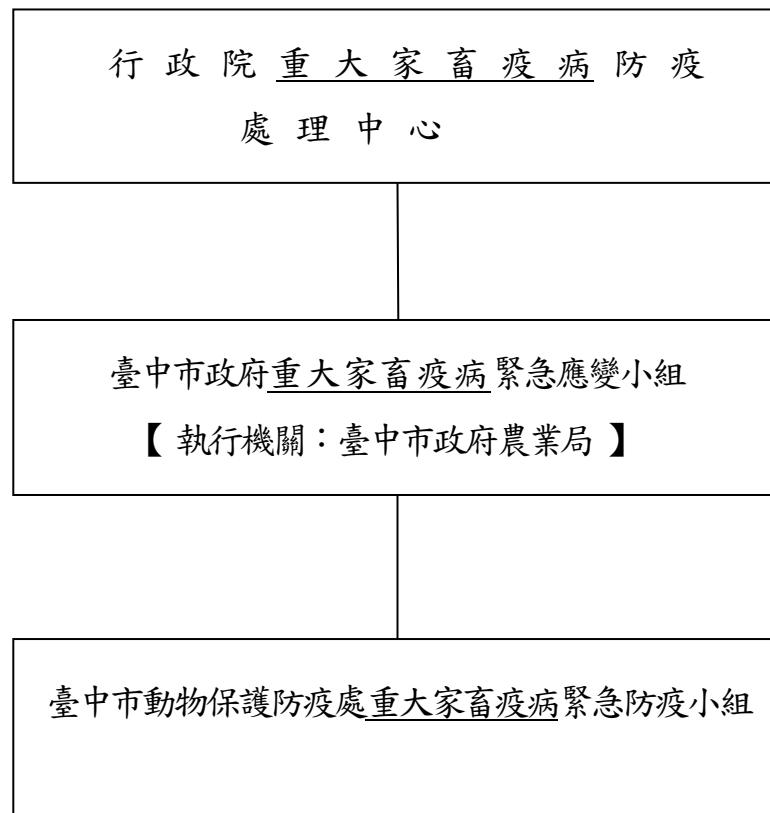 行政院重大家畜疫病防疫
處理中心
臺中市政府重大家畜疫病緊急應變小組
【執行機關：臺中市政府農業局】
臺中市動物保護防疫處重大家畜疫病緊急防疫小組